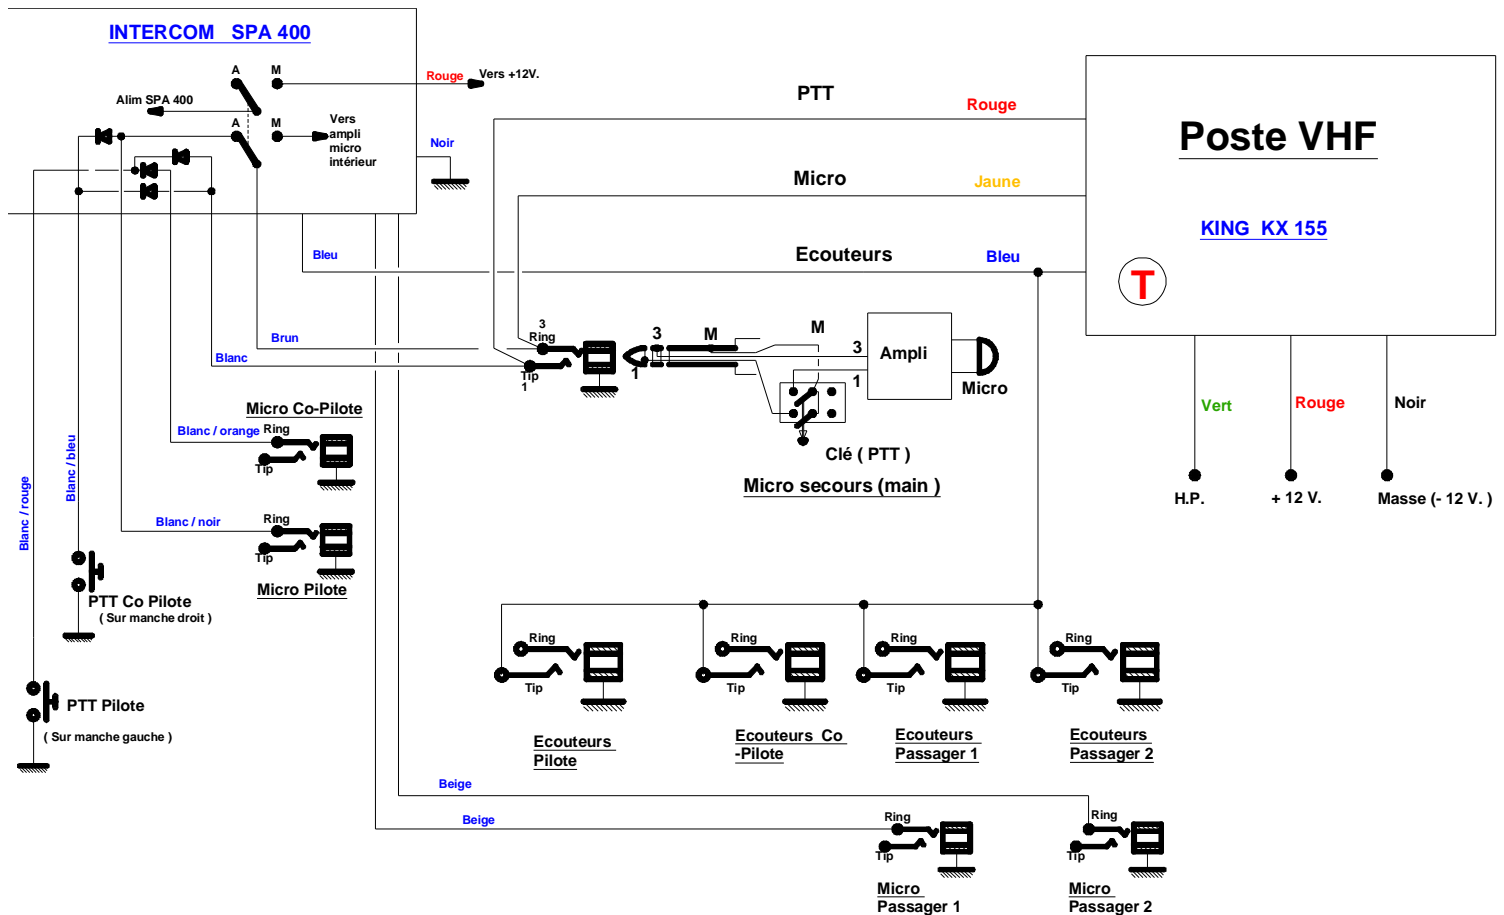 INTERCOM SPA 400
A M
Rouge
Vers +12V.
Alim SPA 400
A M
Vers
ampli
micro
intérieur
Noir
PTT
Rouge
Micro
Jaune
Bleu
Ecouteurs
Bleu
Poste VHF
KING KX 155
T
Brun
Blanc
3
Ring
Tip
1
3
1
M
M
3
1
Ampli
Micro
Clé ( PTT )
Micro secours (main )
Vert
Rouge
Noir
H.P.
+ 12 V.
Masse (- 12 V. )
Micro Co-Pilote
Blanc / orange
Ring
Tip
Blanc / noir
Ring
Tip
Micro Pilote
Blanc / rouge
Blanc / bleu
PTT Co Pilote
( Sur manche droit )
PTT Pilote
( Sur manche gauche )
Ring
Tip
Ecouteurs
Pilote
Ring
Tip
Ecouteurs Co
-Pilote
Ring
Tip
Ecouteurs
Passager 1
Ring
Tip
Ecouteurs
Passager 2
Beige
Beige
Ring
Tip
Micro
Passager 1
Ring
Tip
Micro
Passager 2